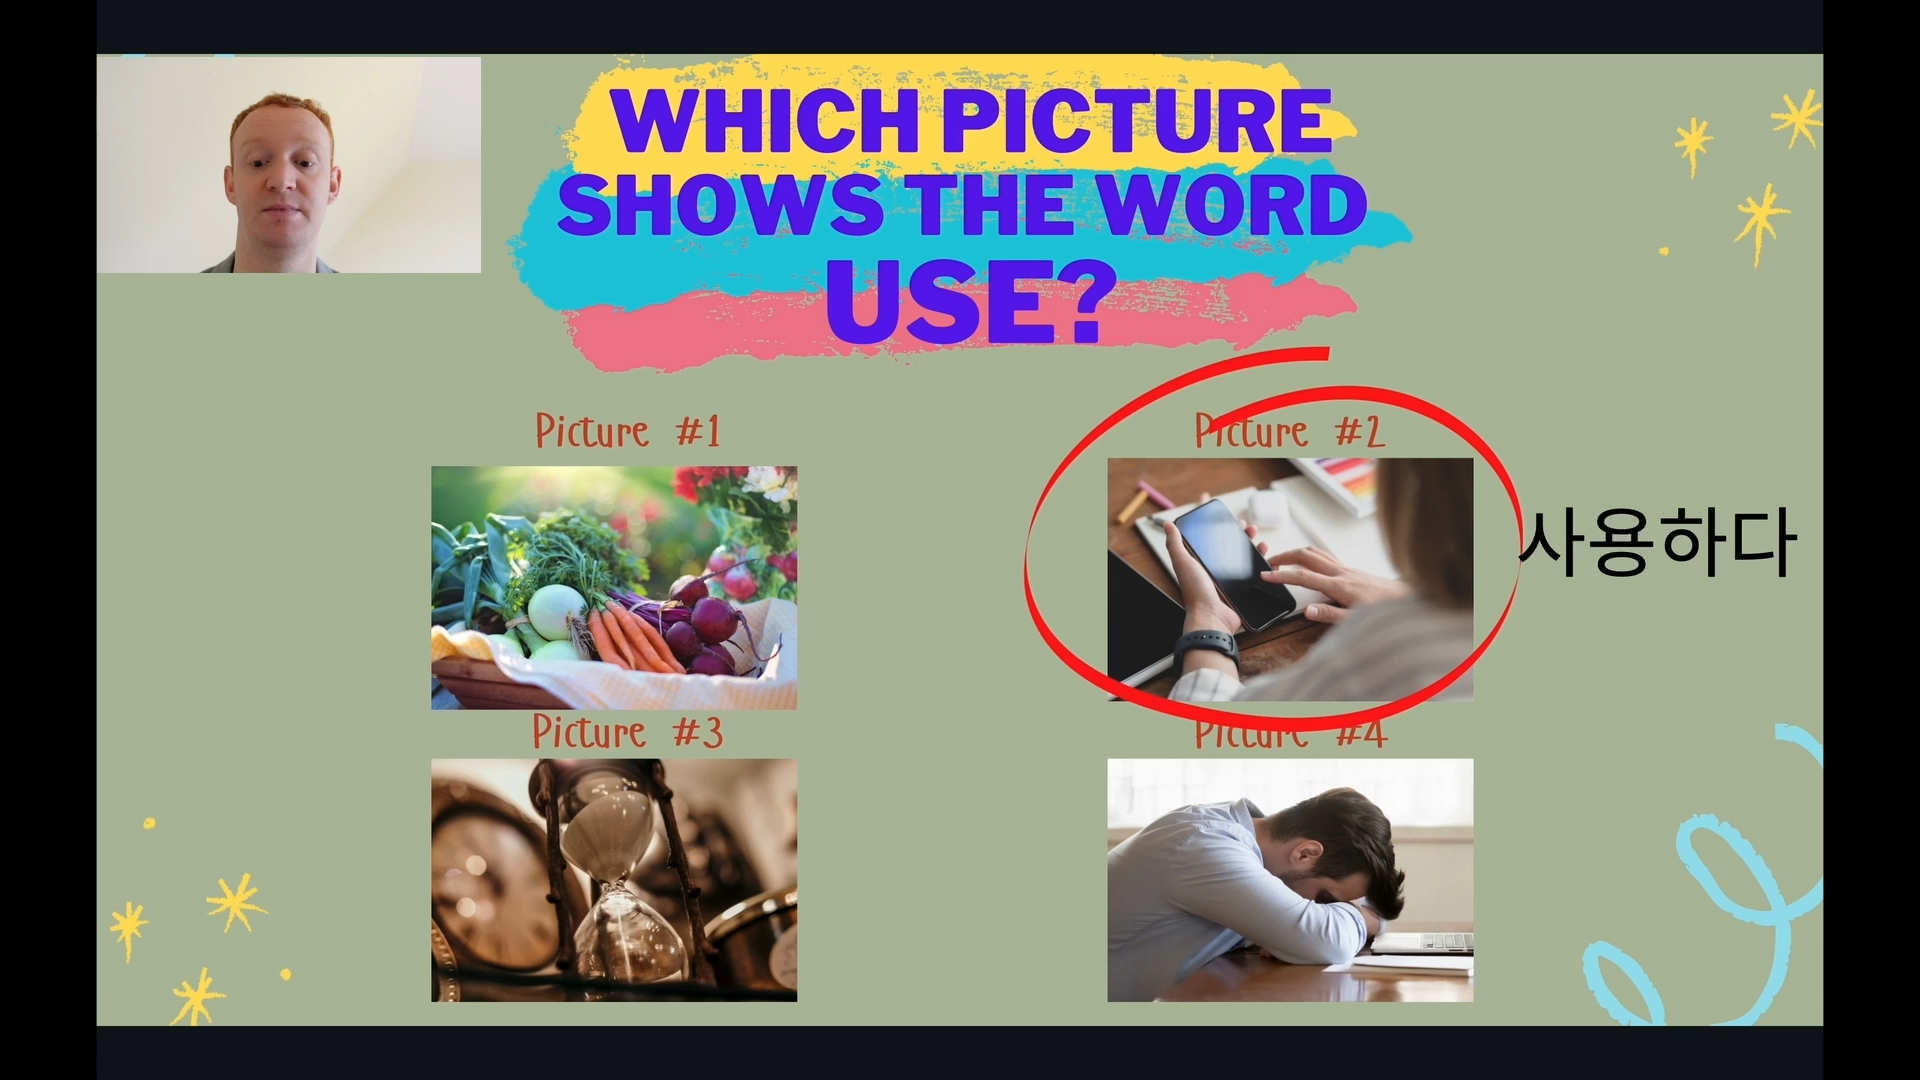 WHICH PICTURE
SHOWS THE WORD
USE?
Picture #1
Picture #2
사용하다
Picture #3
Picture #4